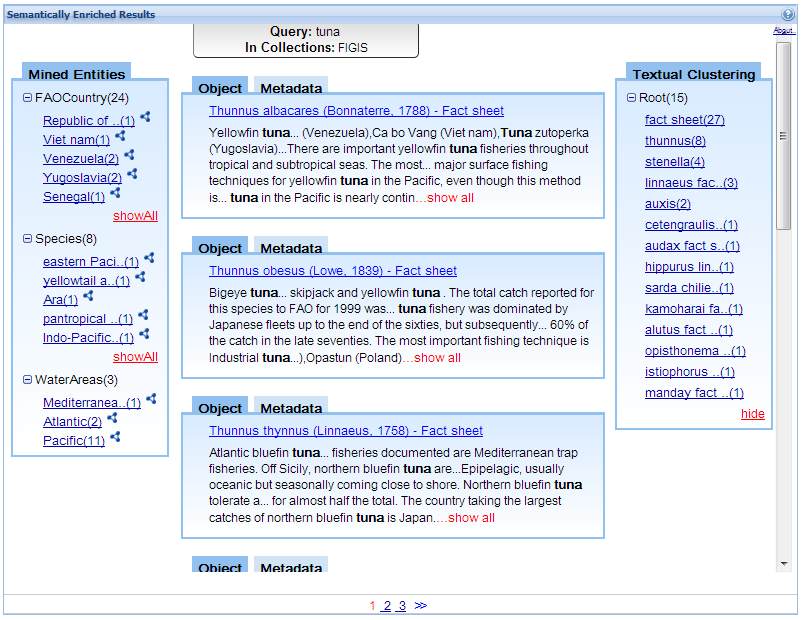 Semantically Enriched Results
About..
Query: tuna
In Collections: FIGIS
Mined Entities
FAOCountry(24)
Republic of ..(1)
Viet nam(1)
Venezuela(2)
Yugoslavia(2)
Senegal(1)
showAll
Species(8)
eastern Paci..(1)
yellowtail a..(1)
Ara(1)
pantropical ..(1)
Indo-Pacific..(1)
showAll
WaterAreas(3)
Mediterranea..(1)
Atlantic(2)
Pacific(11)
Object Metadata
Thunnus albacares (Bonnaterre, 1788) - Fact sheet
Yellowfin tuna... (Venezuela),Ca bo Vang (Viet nam),Tuna zutoperka
(Yugoslavia)...There are important yellowfin tuna fisheries throughout
tropical and subtropical seas. The most... major surface fishing
techniques for yellowfin tuna in the Pacific, even though this method
is... tuna in the Pacific is nearly contin...show all
Object Metadata
Thunnus obesus (Lowe, 1839) - Fact sheet
Bigeye tuna... skipjack and yellowfin tuna . The total catch reported for
this species to FAO for 1999 was... tuna fishery was dominated by
Japanese fleets up to the end of the sixties, but subsequently... 60% of
the catch in the late seventies. The most important fishing technique is
Industrial tuna...),Opastun (Poland)...show all
Object Metadata
Thunnus thynnus (Linnaeus, 1758) - Fact sheet
Atlantic bluefin tuna... fisheries documented are Mediterranean trap
fisheries. Off Sicily, northern bluefin tuna are...Epipelagic, usually
oceanic but seasonally coming close to shore. Northern bluefin tuna
tolerate a... for almost half the total. The country taking the largest
catches of northern bluefin tuna is Japan....show all
Object Metadata
Textual Clustering
Root(15)
fact sheet(27)
thunnus(8)
stenella(4)
linnaeus fac..(3)
auxis(2)
cetengraulis..(1)
audax fact s..(1)
hippurus lin..(1)
sarda chilie..(1)
kamoharai fa..(1)
alutus fact ..(1)
opisthonema ..(1)
istiophorus ..(1)
manday fact ..(1)
hide
1 2 3 >>